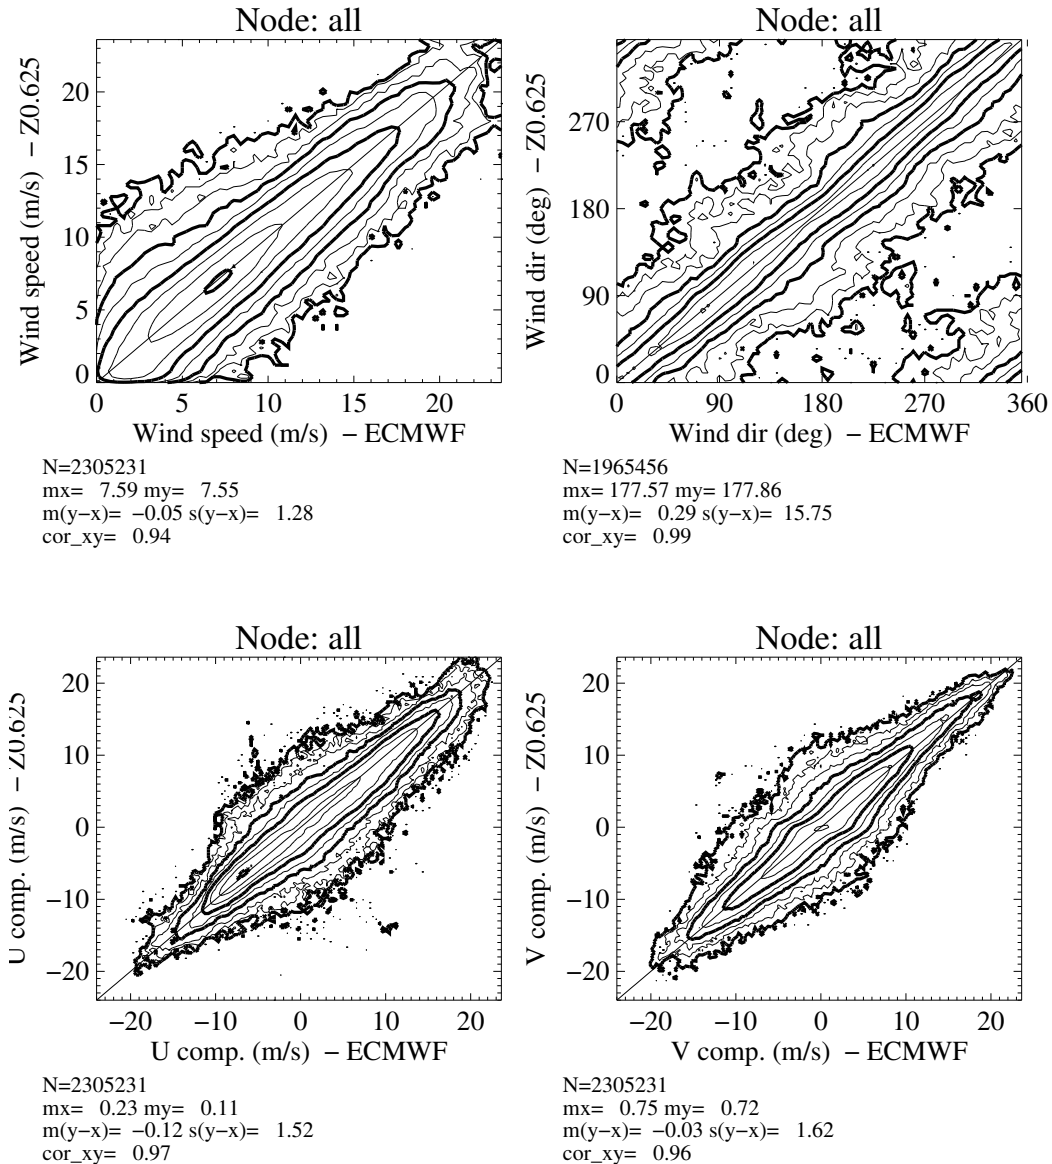 Node: all
Wind speed (m/s) − Z0.625
20
15
10
5
0
0 5 10 15 20
Wind speed (m/s) − ECMWF
N=2305231
mx= 7.59 my= 7.55
m(y−x)= −0.05 s(y−x)= 1.28
cor_xy= 0.94
Node: all
Wind dir (deg) − Z0.625
270
180
90
0
0 90 180 270 360
Wind dir (deg) − ECMWF
N=1965456
mx= 177.57 my= 177.86
m(y−x)= 0.29 s(y−x)= 15.75
cor_xy= 0.99
Node: all
U comp. (m/s) − Z0.625
20
10
0
−10
−20
−20 −10 0 10 20
U comp. (m/s) − ECMWF
N=2305231
mx= 0.23 my= 0.11
m(y−x)= −0.12 s(y−x)= 1.52
cor_xy= 0.97
Node: all
V comp. (m/s) − Z0.625
20
10
0
−10
−20
−20 −10 0 10 20
V comp. (m/s) − ECMWF
N=2305231
mx= 0.75 my= 0.72
m(y−x)= −0.03 s(y−x)= 1.62
cor_xy= 0.96